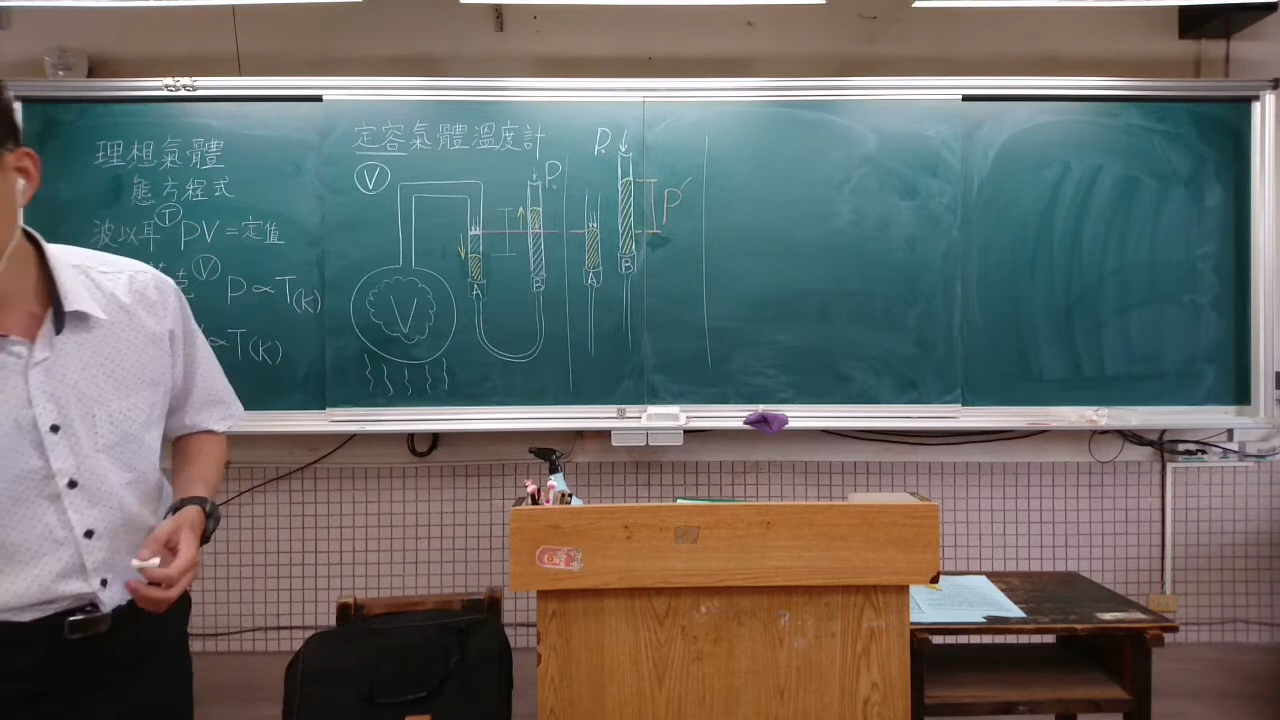 理想氣體
態方程式
波以耳 Ⓣ PV = 定值
Ⓥ P ∝ T(K)
∝ T(K)
定容氣體溫度計
Ⓥ
V
A
P₀
B
A
P₀
B
P′